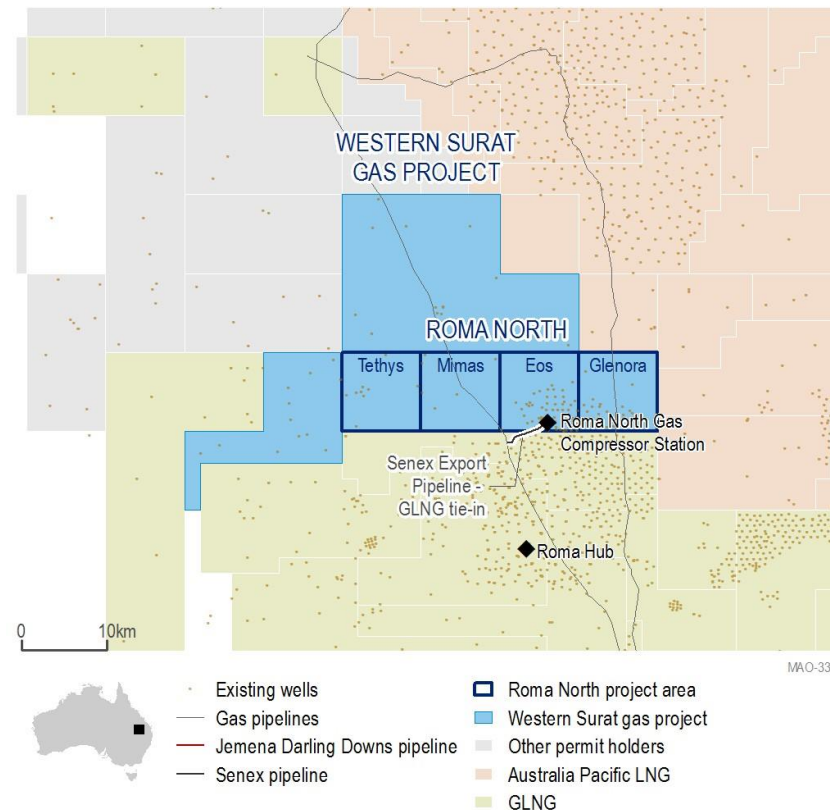 WESTERN SURAT
GAS PROJECT
ROMA NORTH
Tethys
Mimas
Eos
Glenora
Roma North Gas
Compressor Station
Senex Export
Pipeline -
GLNG tie-in
Roma Hub
0
10km
MAO-33
Existing wells
Gas pipelines
Jemena Darling Downs pipeline
Senex pipeline
Roma North project area
Western Surat gas project
Other permit holders
Australia Pacific LNG
GLNG